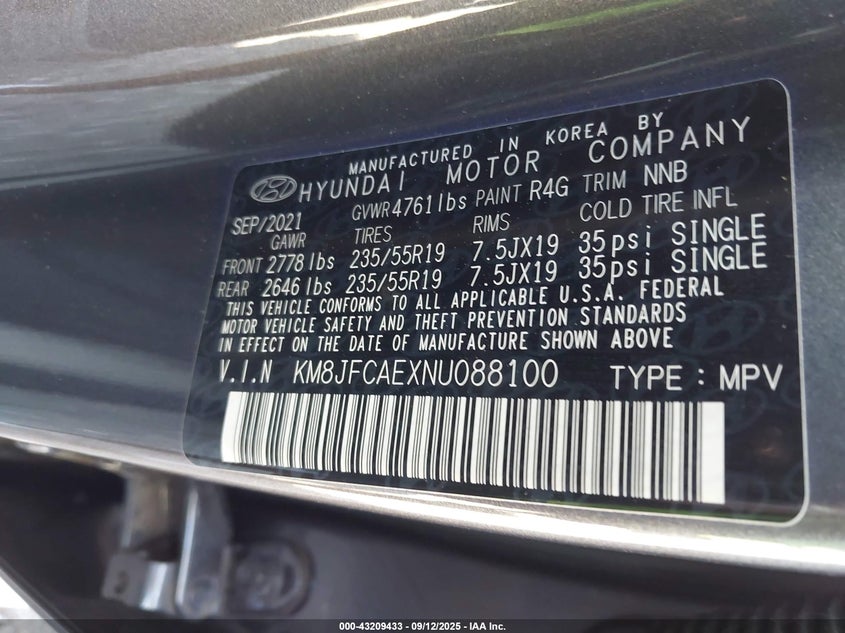 MANUFACTURED IN KOREA BY
HYUNDAI MOTOR COMPANY
SEP/2021 GVWR 4761lbs PAINT R4G TRIM NNB
GAWR TIRES RIMS COLD TIRE INFL
FRONT 2778lbs 235/55R19 7.5JX19 35psi SINGLE
REAR 2646lbs 235/55R19 7.5JX19 35psi SINGLE
THIS VEHICLE CONFORMS TO ALL APPLICABLE U.S.A. FEDERAL
MOTOR VEHICLE SAFETY AND THEFT PREVENTION STANDARDS
IN EFFECT ON THE DATE OF MANUFACTURE SHOWN ABOVE
V.I.N KM8JFCAEXNU088100 TYPE : MPV
000-43209433 - 09/12/2025 - IAA Inc.